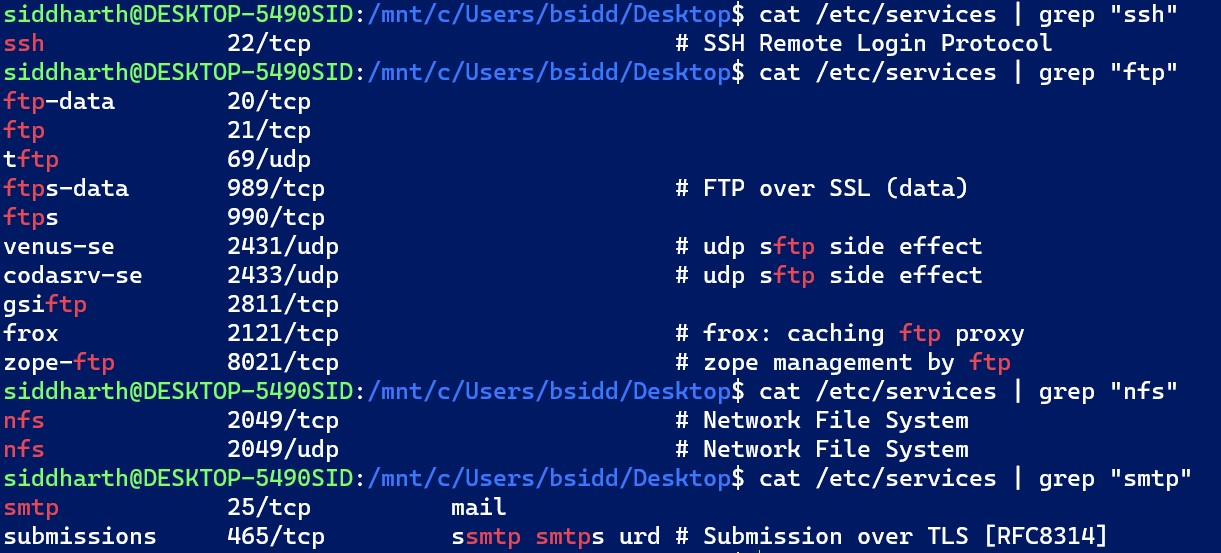 siddharth@DESKTOP-5490SID:/mnt/c/Users/bsidd/Desktop$ cat /etc/services | grep "ssh"
ssh 22/tcp # SSH Remote Login Protocol
siddharth@DESKTOP-5490SID:/mnt/c/Users/bsidd/Desktop$ cat /etc/services | grep "ftp"
ftp-data 20/tcp
ftp 21/tcp
tftp 69/udp
ftps-data 989/tcp # FTP over SSL (data)
ftps 990/tcp
venus-se 2431/udp # udp sftp side effect
codasrv-se 2433/udp # udp sftp side effect
gsiftp 2811/tcp
frox 2121/tcp # frox: caching ftp proxy
zope-ftp 8021/tcp # zope management by ftp
siddharth@DESKTOP-5490SID:/mnt/c/Users/bsidd/Desktop$ cat /etc/services | grep "nfs"
nfs 2049/tcp # Network File System
nfs 2049/udp # Network File System
siddharth@DESKTOP-5490SID:/mnt/c/Users/bsidd/Desktop$ cat /etc/services | grep "smtp"
smtp 25/tcp mail
submissions 465/tcp ssmtp smtps urd # Submission over TLS [RFC8314]